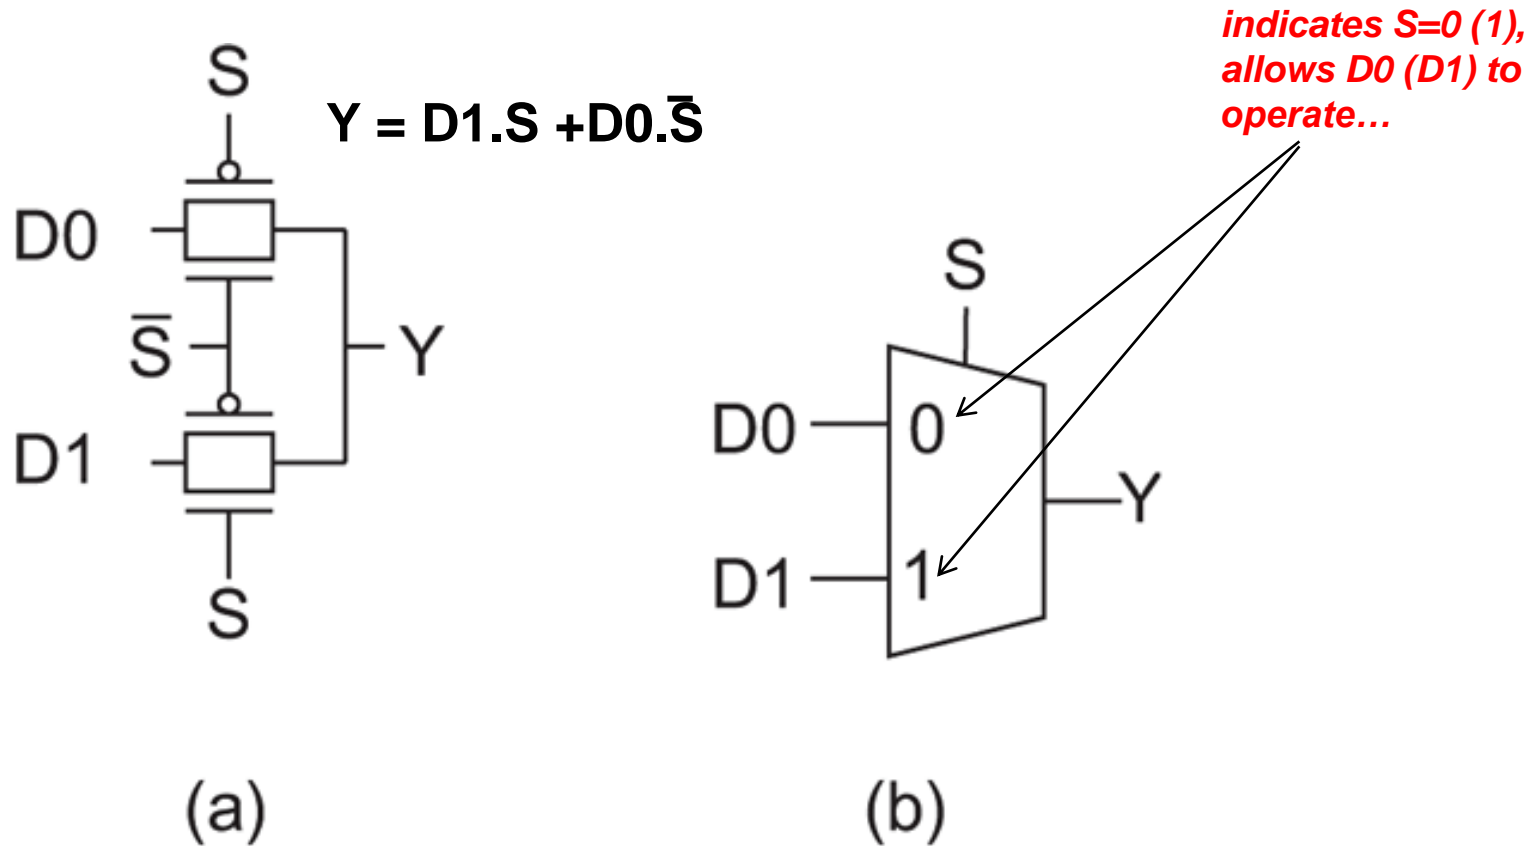 indicates S=0 (1),
allows D0 (D1) to
operate…
S
Y = D1.S +D0.S̅
D0
S̅
Y
D1
S
S
D0
0
Y
D1
1
(a)
(b)